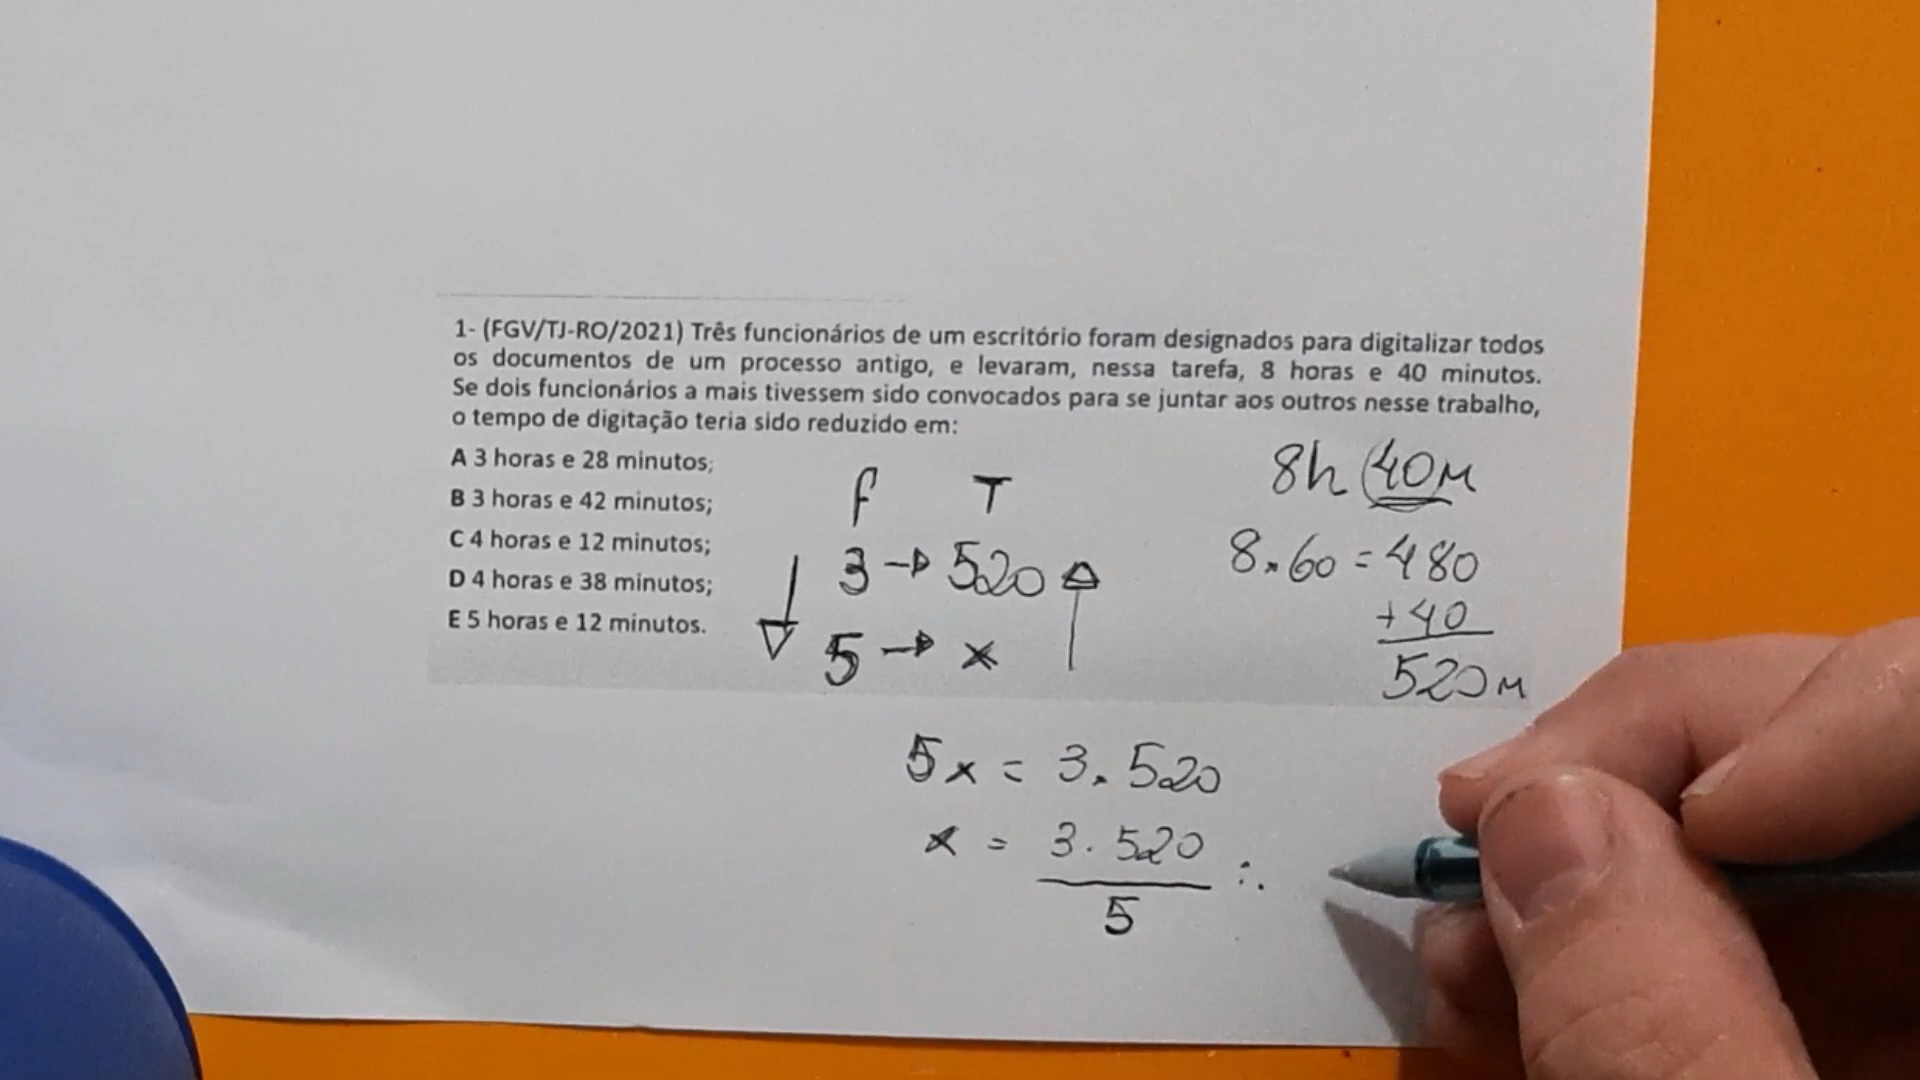 1- (FGV/TJ-RO/2021) Três funcionários de um escritório foram designados para digitalizar todos
os documentos de um processo antigo, e levaram, nessa tarefa, 8 horas e 40 minutos.
Se dois funcionários a mais tivessem sido convocados para se juntar aos outros nesse trabalho,
o tempo de digitação teria sido reduzido em:
A 3 horas e 28 minutos;
B 3 horas e 42 minutos;
C 4 horas e 12 minutos;
D 4 horas e 38 minutos;
E 5 horas e 12 minutos.
f T
3 → 520
5 → x
8h 40m
8.60 = 480
+ 40
520m
5x = 3.520
x = 3.520 ∴
5